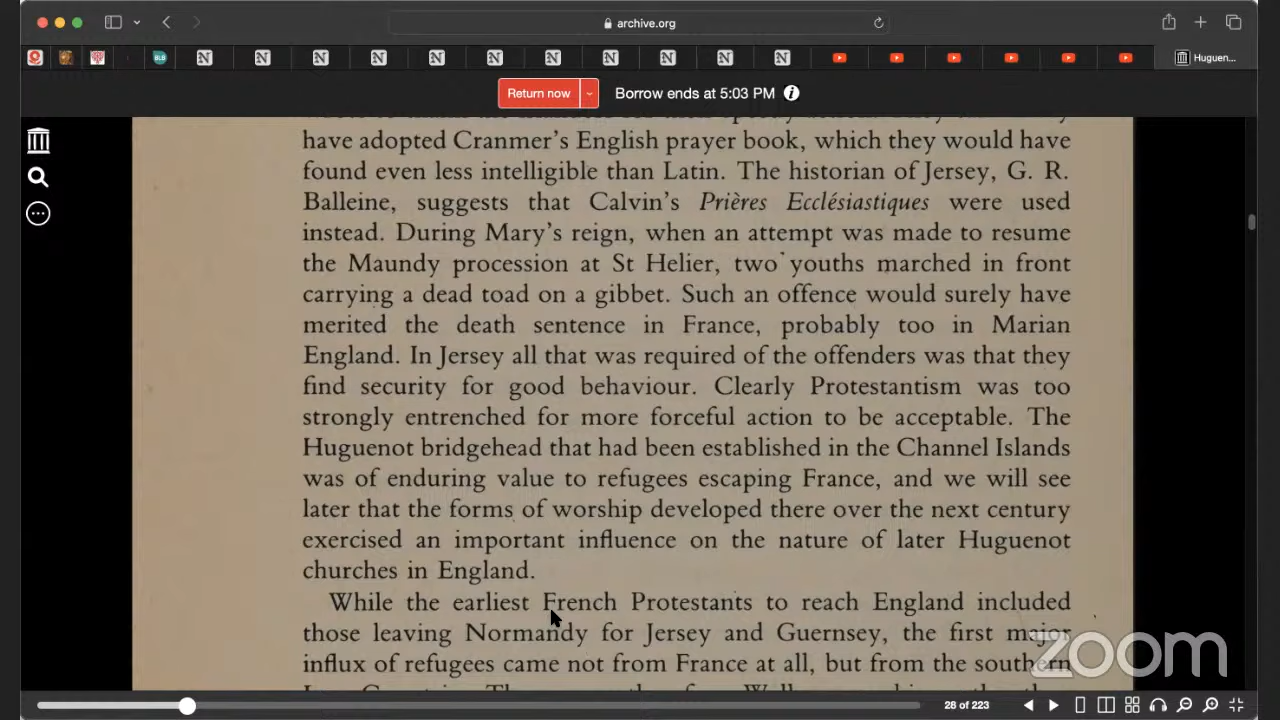 archive.org
BLB
Huguen...
Return now
Borrow ends at 5:03 PM
have adopted Cranmer's English prayer book, which they would have
found even less intelligible than Latin. The historian of Jersey, G. R.
Balleine, suggests that Calvin's Prières Ecclésiastiques were used
instead. During Mary's reign, when an attempt was made to resume
the Maundy procession at St Helier, two youths marched in front
carrying a dead toad on a gibbet. Such an offence would surely have
merited the death sentence in France, probably too in Marian
England. In Jersey all that was required of the offenders was that they
find security for good behaviour. Clearly Protestantism was too
strongly entrenched for more forceful action to be acceptable. The
Huguenot bridgehead that had been established in the Channel Islands
was of enduring value to refugees escaping France, and we will see
later that the forms of worship developed there over the next century
exercised an important influence on the nature of later Huguenot
churches in England.
While the earliest French Protestants to reach England included
those leaving Normandy for Jersey and Guernsey, the first major
influx of refugees came not from France at all, but from the southern
zoom
26 of 223